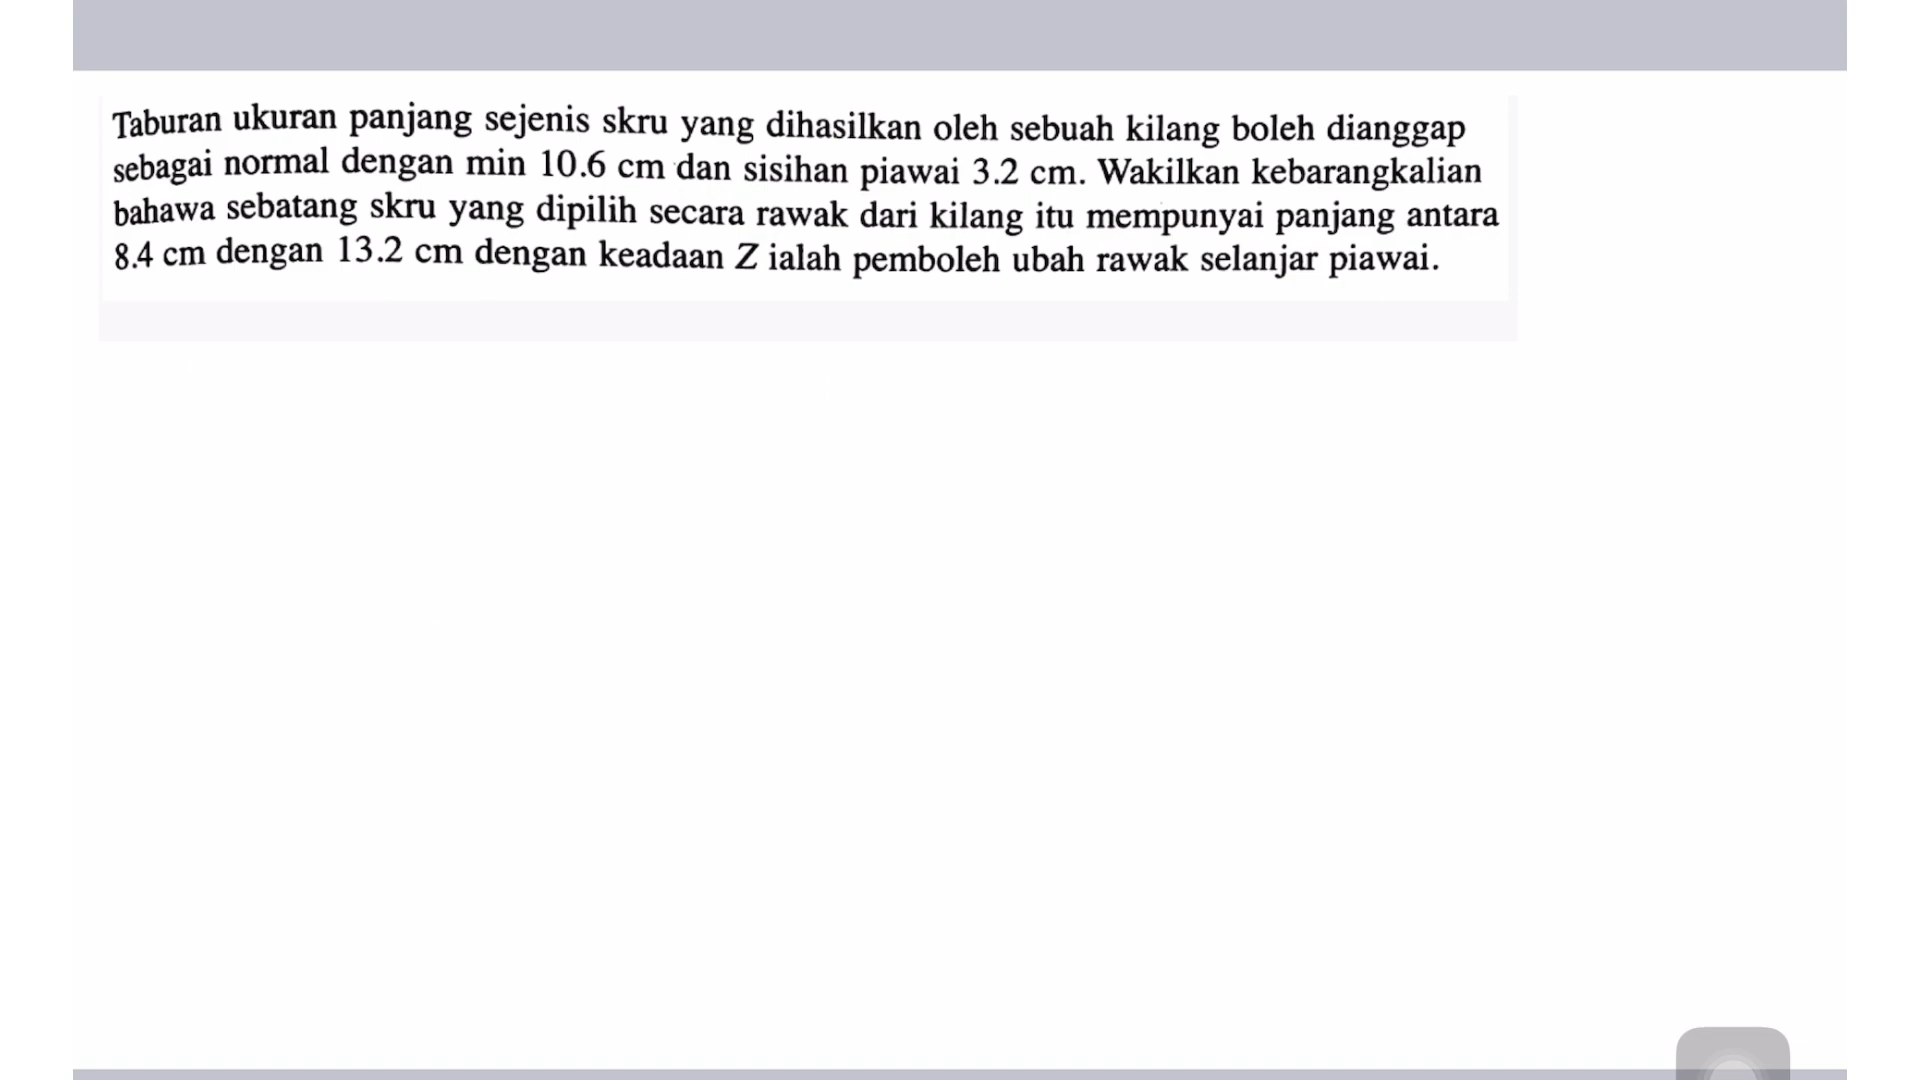 Taburan ukuran panjang sejenis skru yang dihasilkan oleh sebuah kilang boleh dianggap
sebagai normal dengan min 10.6 cm dan sisihan piawai 3.2 cm. Wakilkan kebarangkalian
bahawa sebatang skru yang dipilih secara rawak dari kilang itu mempunyai panjang antara
8.4 cm dengan 13.2 cm dengan keadaan Z ialah pemboleh ubah rawak selanjar piawai.